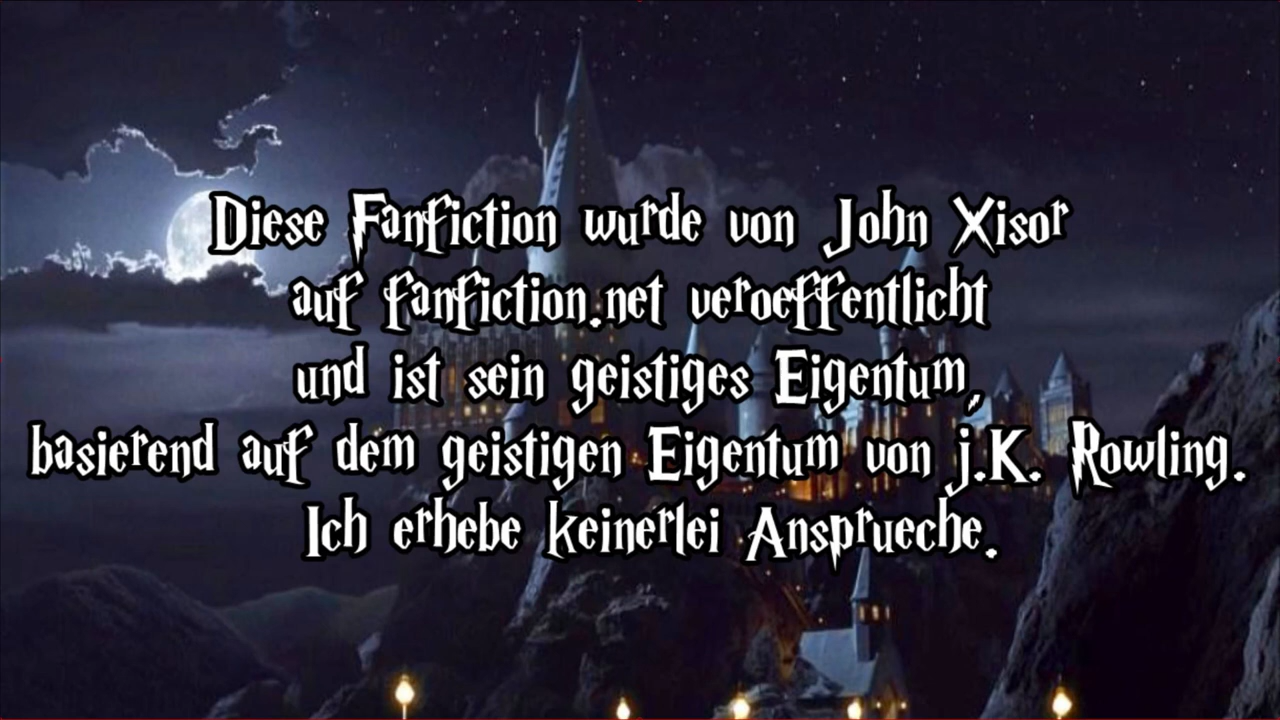 Diese Fanfiction wurde von John Xisor
auf fanfiction.net veroeffentlicht
und ist sein geistiges Eigentum,
basierend auf dem geistigen Eigentum von j.K. Rowling.
Ich erhebe keinerlei Ansprueche.